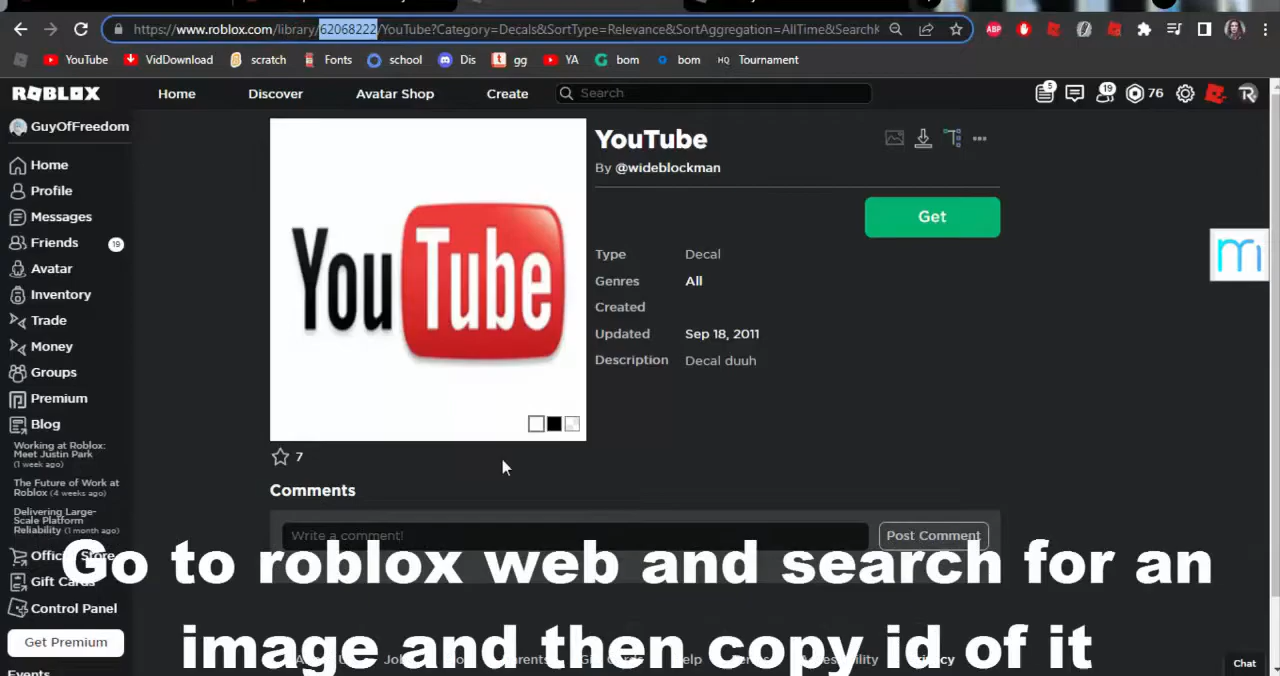 https://www.roblox.com/library/62068222/YouTube?Category=Decals&SortType=Relevance&SortAggregation=AllTime&SearchK
YouTube VidDownload scratch Fonts school Dis gg YA bom bom HQ Tournament
ROBLOX Home Discover Avatar Shop Create Search 5 19 76
GuyOfFreedom
Home
Profile
Messages
Friends 19
Avatar
Inventory
Trade
Money
Groups
Premium
Blog
Working at Roblox:
Meet Justin Park
(1 week ago)
The Future of Work at
Roblox (4 weeks ago)
Delivering Large-
Scale Platform
Reliability (1 month ago)
Gift Cards
Control Panel
Get Premium
Events
YouTube
YouTube
By @wideblockman
Get
Type Decal
Genres All
Created
Updated Sep 18, 2011
Description Decal duuh
7
Comments
Write a comment!
Post Comment
Go to roblox web and search for an
image and then copy id of it
Chat